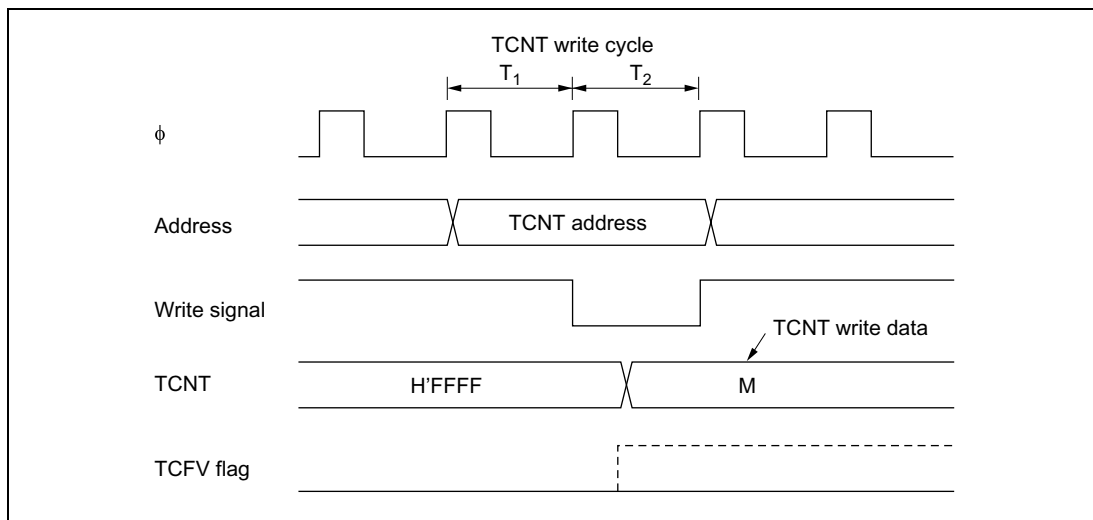 TCNT write cycle
T1 T2
ϕ
Address TCNT address
Write signal
TCNT write data
TCNT H'FFFF M
TCFV flag